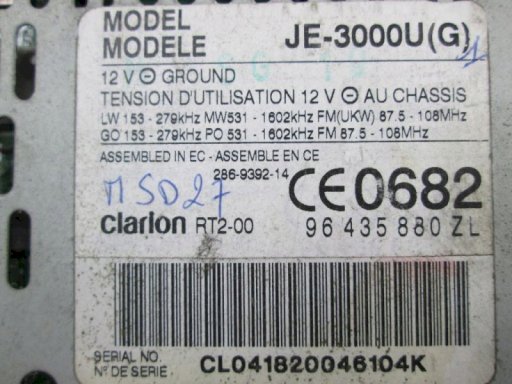 MODEL
MODELE
JE-3000U(G)
12 V ⊖ GROUND
TENSION D'UTILISATION 12 V ⊖ AU CHASSIS
LW 153 - 279kHz MW531 - 1602kHz FM(UKW) 87.5 - 108MHz
GO 153 - 279kHz PO 531 - 1602kHz FM 87.5 - 108MHz
ASSEMBLED IN EC - ASSEMBLE EN CE
286-9392-14
CE0682
MSD27
Clarion RT2-00
96 435 880 ZL
SERIAL NO.
N° DE SERIE
CL041820046104K